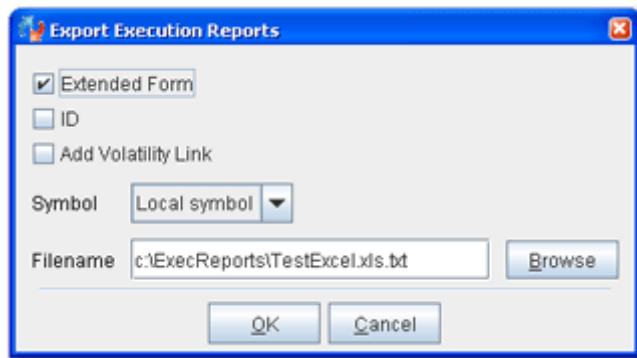 Export Execution Reports
Extended Form
ID
Add Volatility Link
Symbol Local symbol
Filename c:\ExecReports\TestExcel.xls.txt Browse
OK Cancel